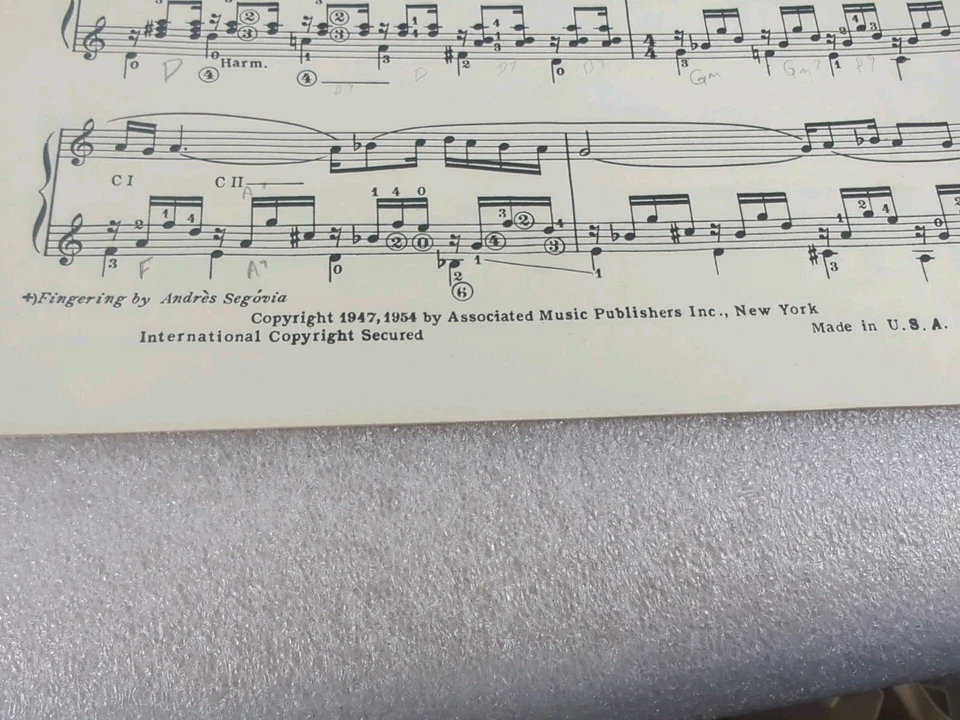 Harm.
D D
Gm Gm7
C I C II
F A7
+)Fingering by Andrès Segóvia
Copyright 1947, 1954 by Associated Music Publishers Inc., New York
International Copyright Secured
Made in U.S.A.